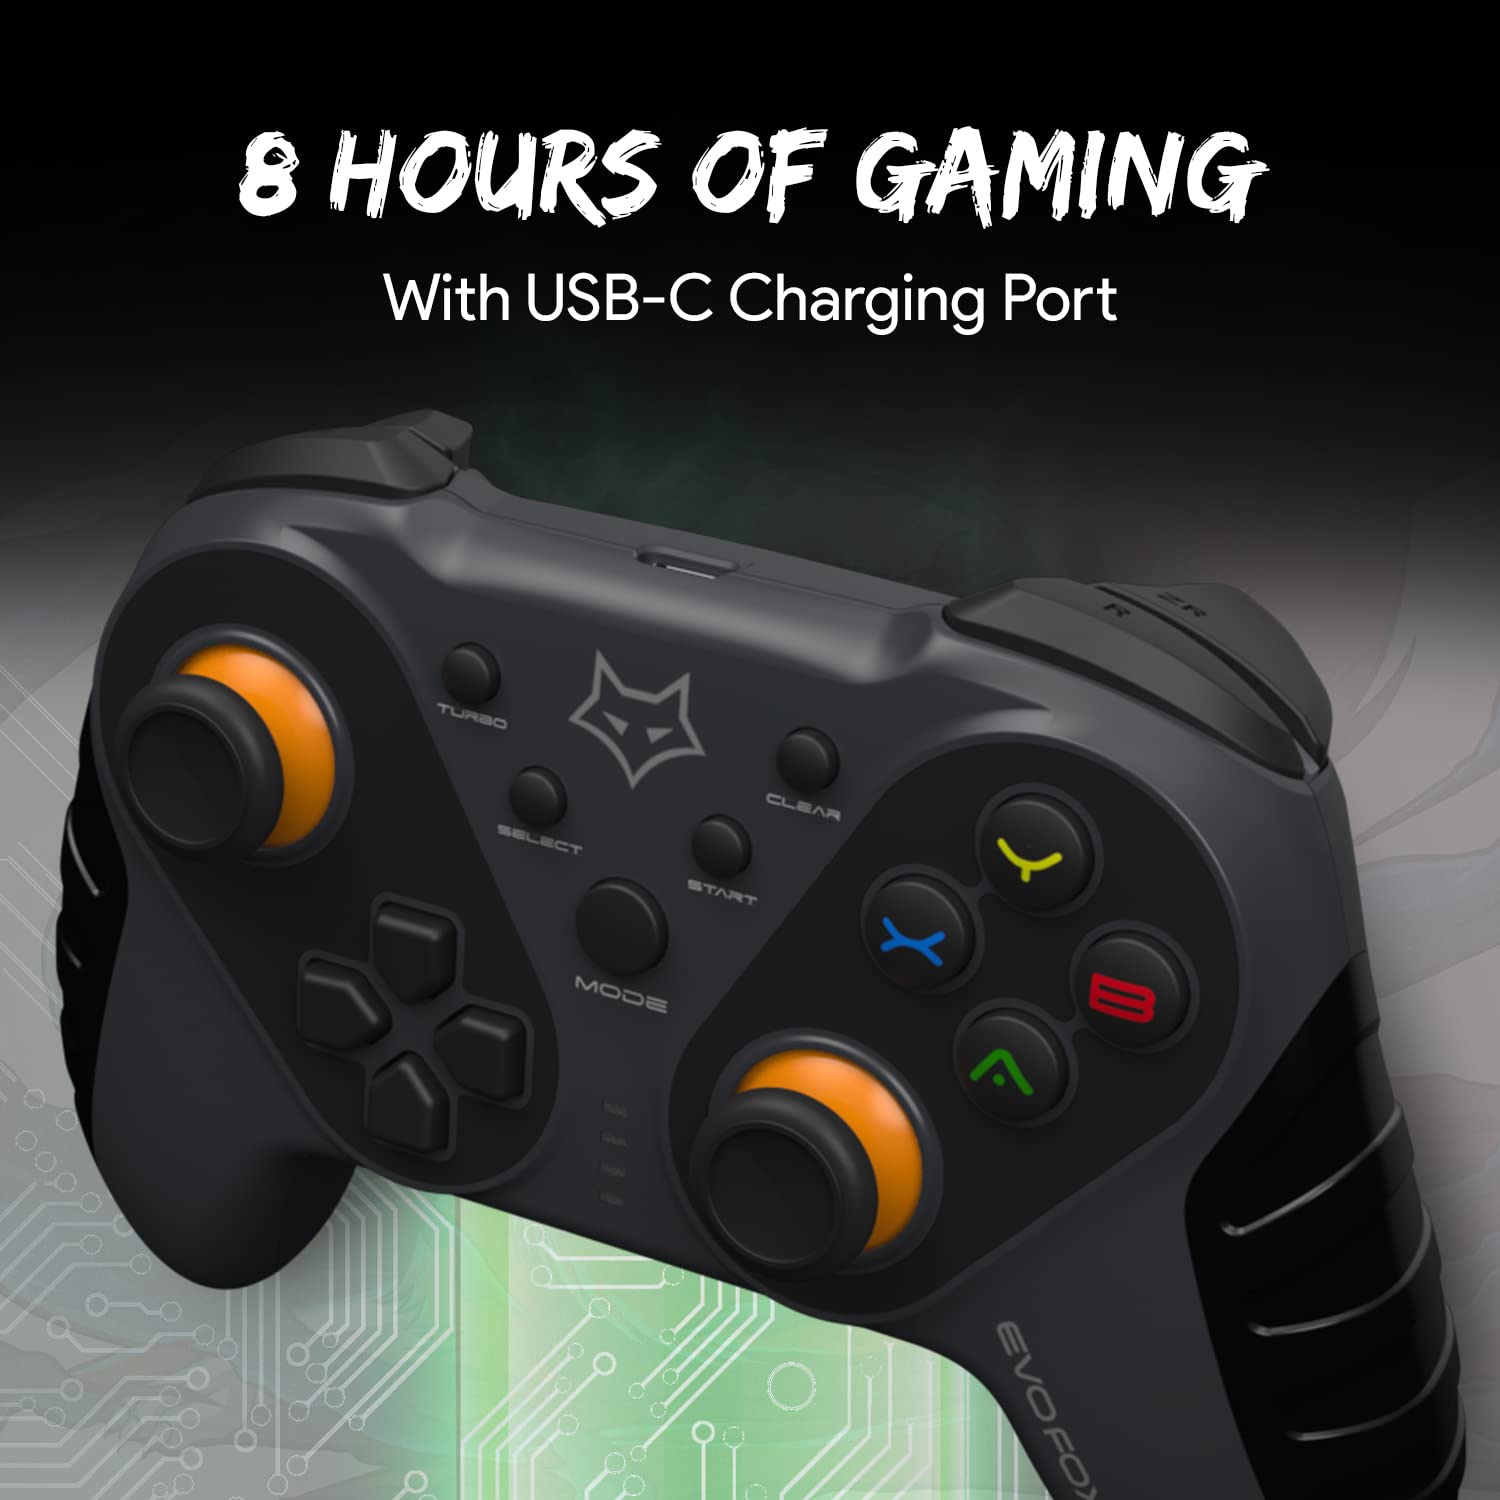 8 HOURS OF GAMING
With USB-C Charging Port
R
ZR
TURBO
CLEAR
SELECT
START
MODE
Y
X
B
A
EVOFOX